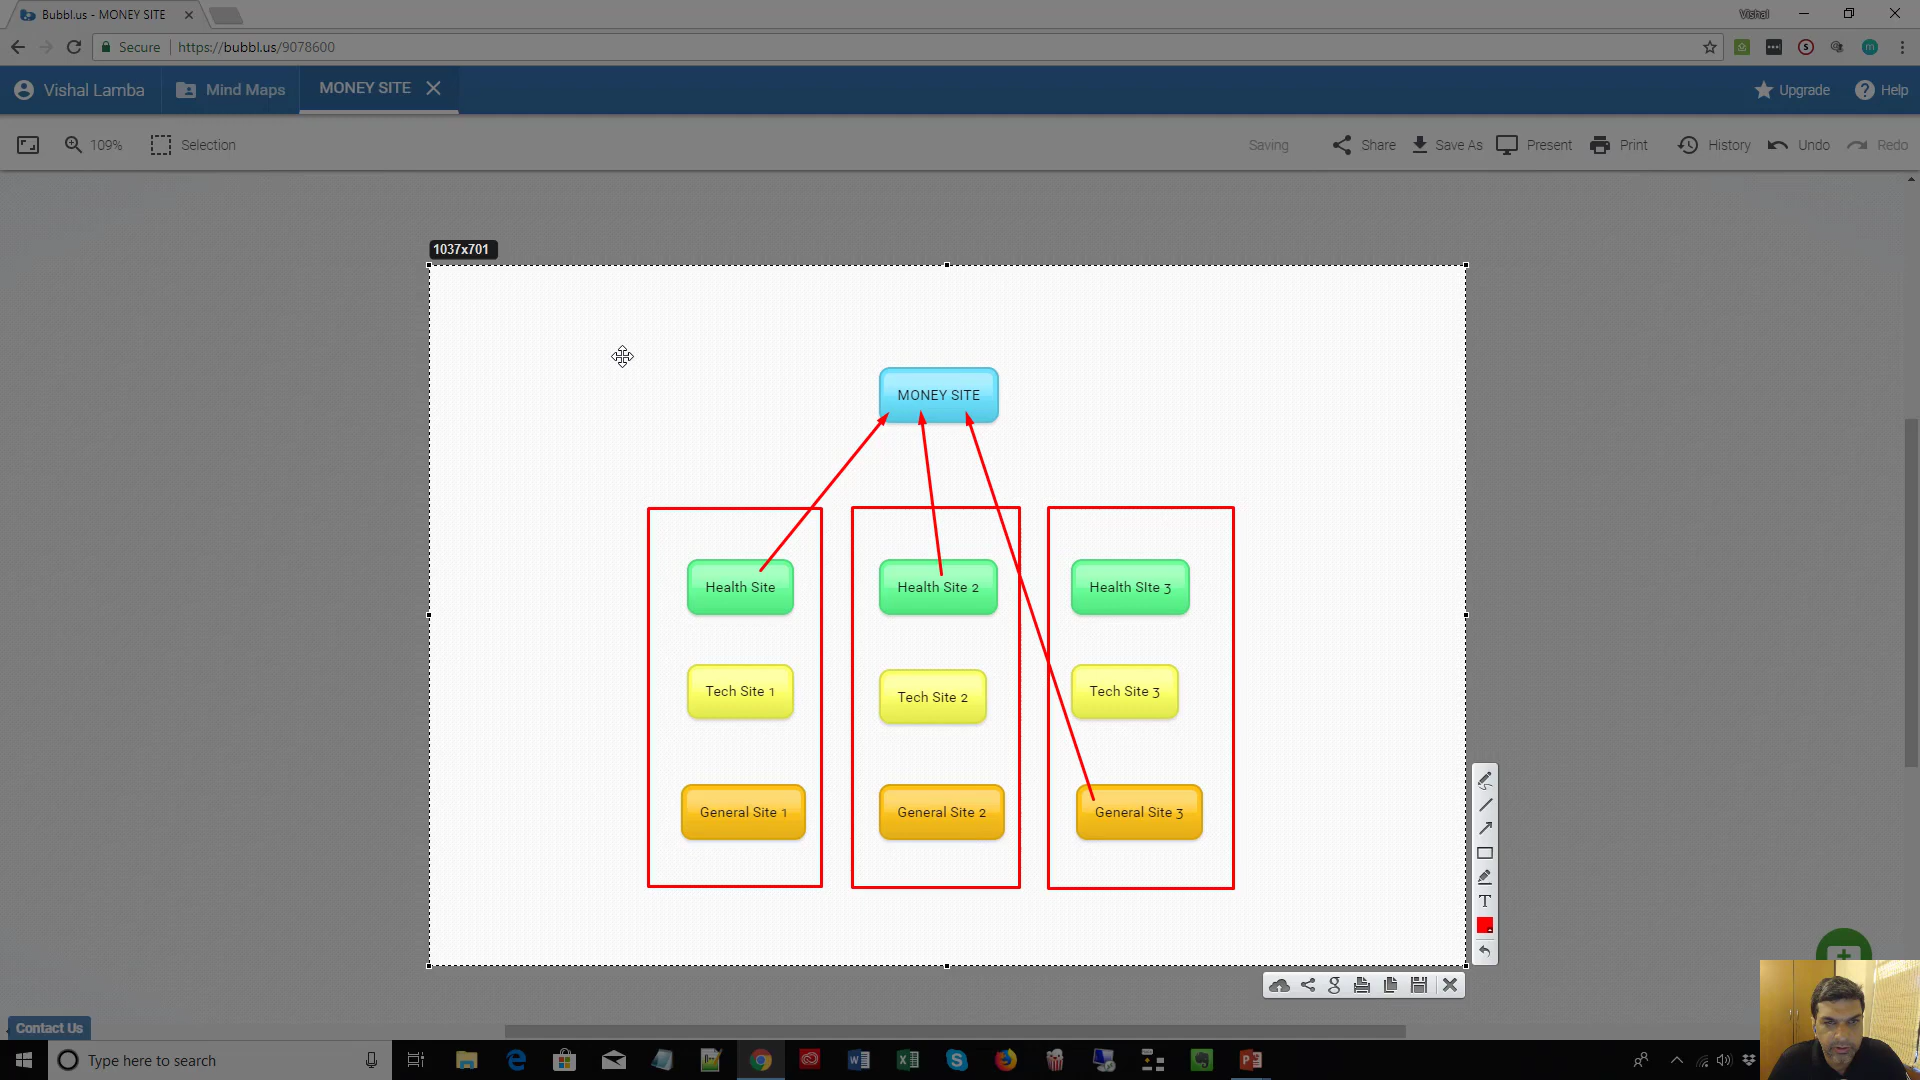 Bubbl.us - MONEY SITE
Vishal
Secure
https://bubbl.us/9078600
Vishal Lamba
Mind Maps
MONEY SITE
Upgrade
Help
109%
Selection
Saving
Share
Save As
Present
Print
History
Undo
Redo
1037x701
MONEY SITE
Health Site
Health Site 2
Health SIte 3
Tech Site 1
Tech Site 2
Tech Site 3
General Site 1
General Site 2
General Site 3
T
Contact Us
Type here to search